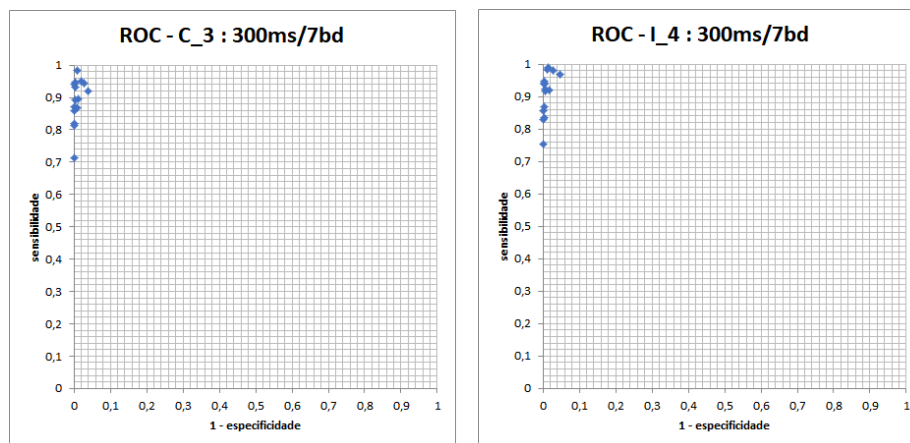 ROC - C_3 : 300ms/7bd
sensibilidade
1
0,9
0,8
0,7
0,6
0,5
0,4
0,3
0,2
0,1
0
0 0,1 0,2 0,3 0,4 0,5 0,6 0,7 0,8 0,9 1
1 - especificidade
ROC - I_4 : 300ms/7bd
sensibilidade
1
0,9
0,8
0,7
0,6
0,5
0,4
0,3
0,2
0,1
0
0 0,1 0,2 0,3 0,4 0,5 0,6 0,7 0,8 0,9 1
1 - especificidade